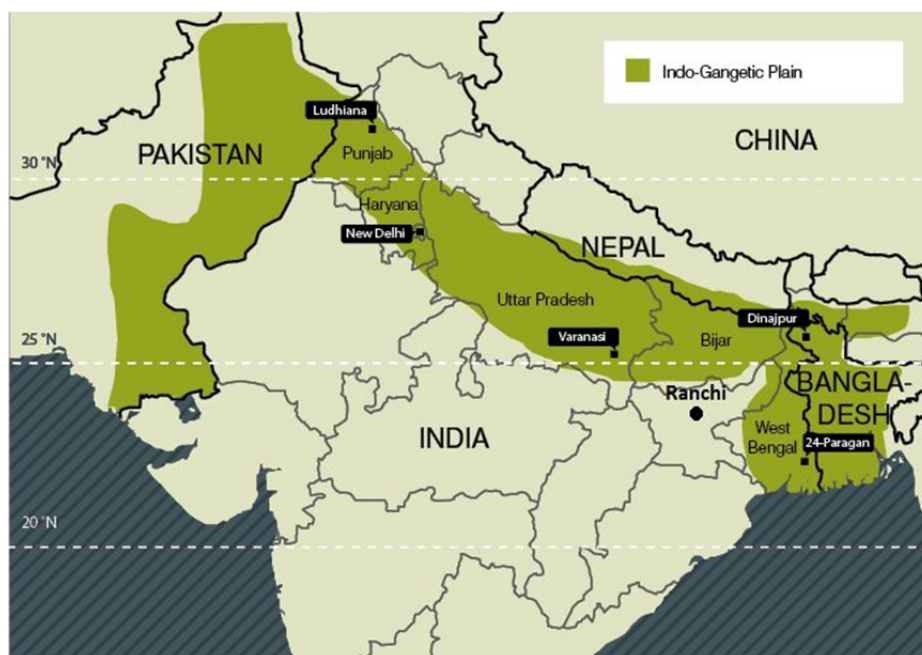 Indo-Gangetic Plain
Ludhiana
CHINA
PAKISTAN
Punjab
30 °N
Haryana
New Delhi
NEPAL
Uttar Pradesh
Dinajpur
25 °N
Varanasi
Bijar
Ranchi
BANGLA-
DESH
INDIA
West
Bengal
24-Paragan
20 °N